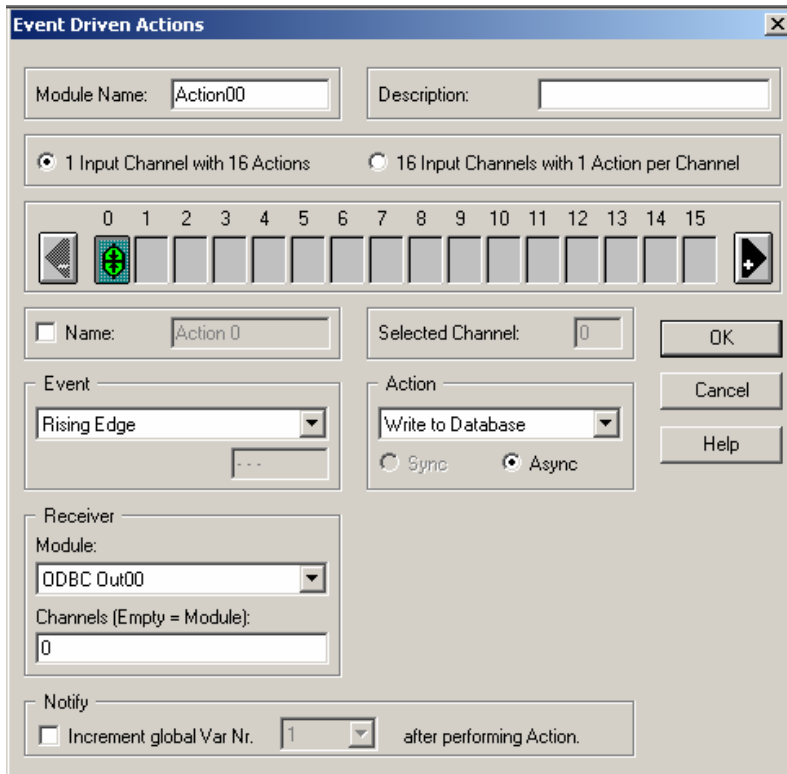 Event Driven Actions
Module Name: Action00 Description:
1 Input Channel with 16 Actions 16 Input Channels with 1 Action per Channel
0 1 2 3 4 5 6 7 8 9 10 11 12 13 14 15
Name: Action 0 Selected Channel: 0 OK
Event Action Cancel
Rising Edge Write to Database
- - - Sync Async Help
Receiver
Module:
ODBC Out00
Channels (Empty = Module):
0
Notify
Increment global Var Nr. 1 after performing Action.